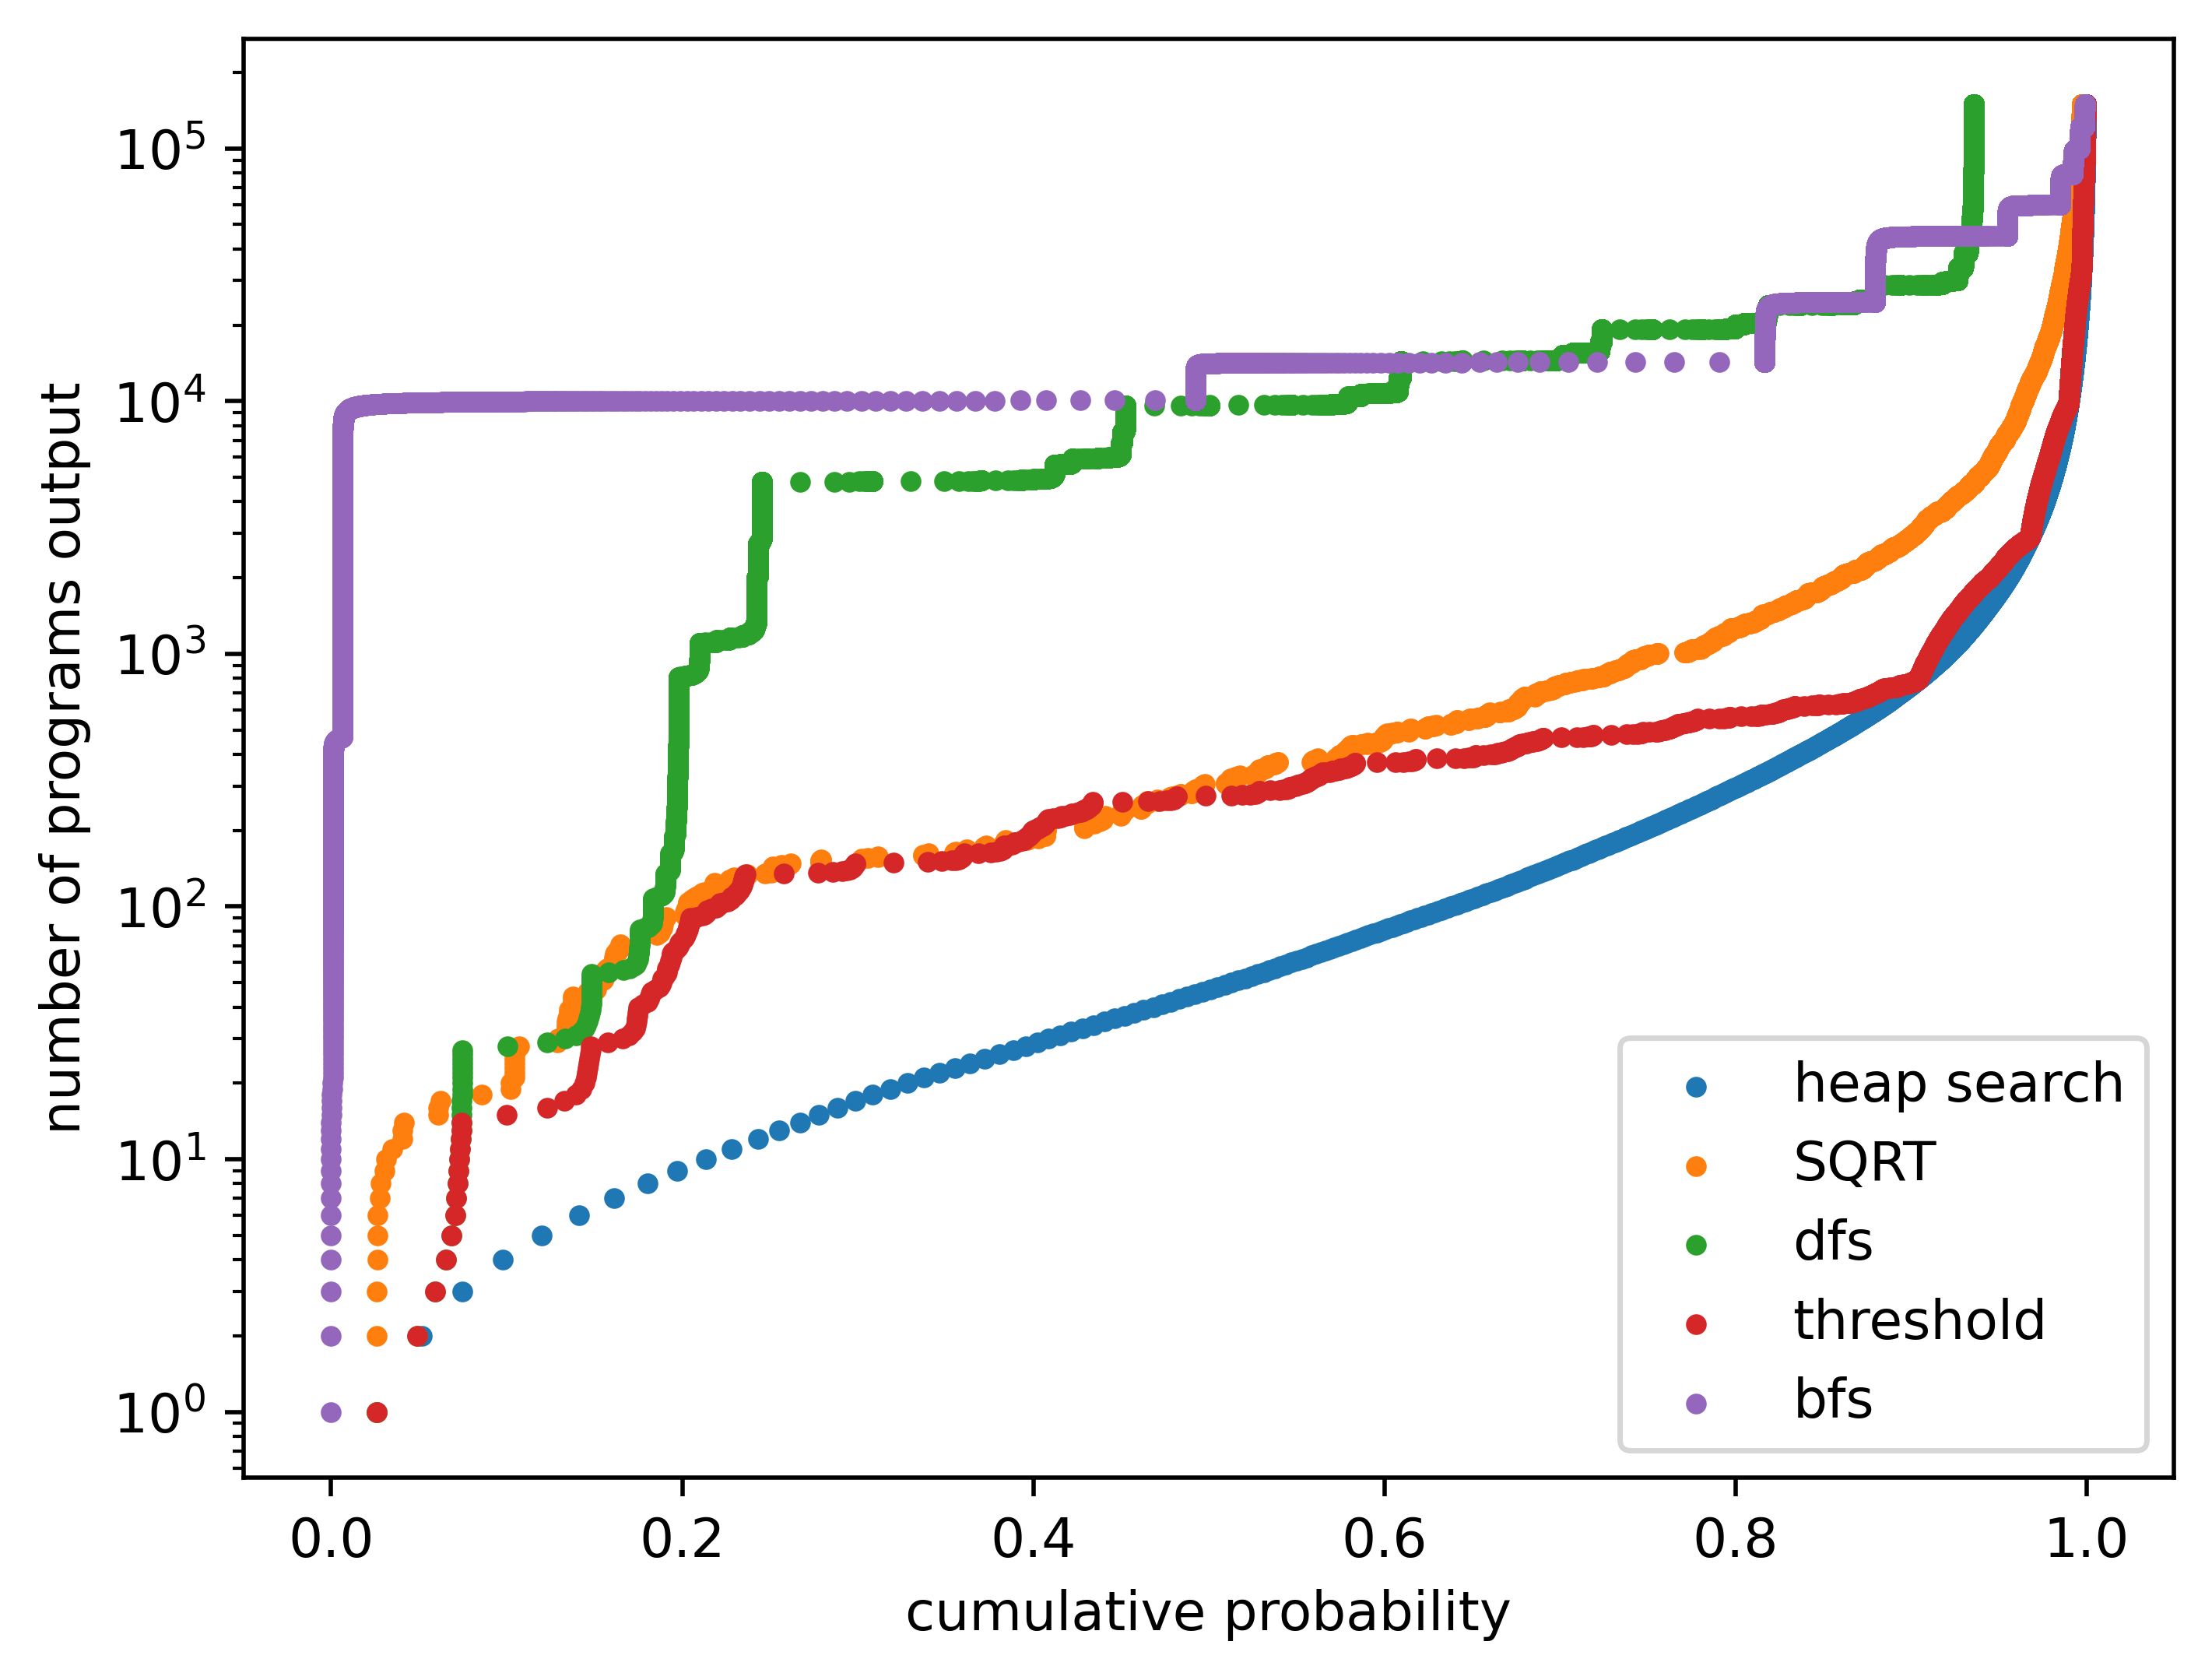 number of programs output
10⁵
10⁴
10³
10²
10¹
10⁰
heap search
SQRT
dfs
threshold
bfs
0.0 0.2 0.4 0.6 0.8 1.0
cumulative probability